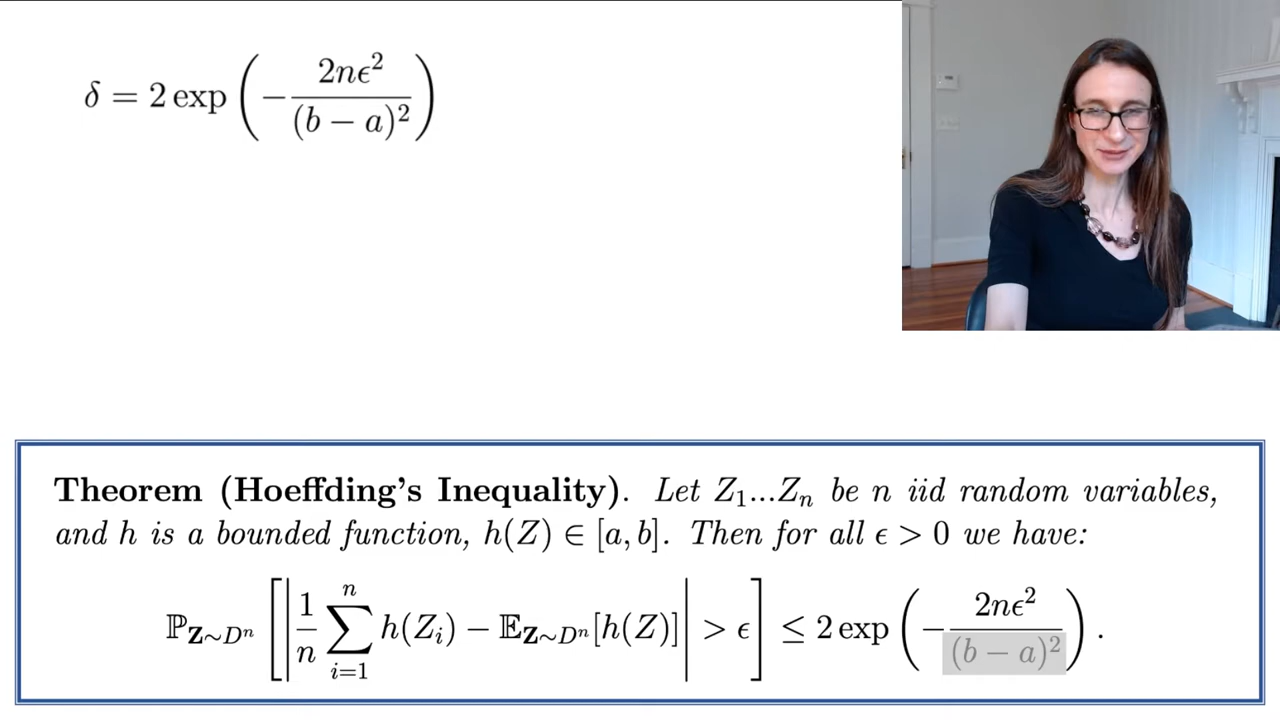 δ = 2 exp(−2nϵ²/(b − a)²)
Theorem (Hoeffding's Inequality). Let Z₁...Zₙ be n iid random variables,
and h is a bounded function, h(Z) ∈ [a, b]. Then for all ϵ > 0 we have:
ℙ_{𝐙∼Dⁿ} [|1/n ∑_{i=1}^{n} h(Z_i) − 𝔼_{𝐙∼Dⁿ}[h(Z)]| > ϵ] ≤ 2 exp(−2nϵ²/(b − a)²).